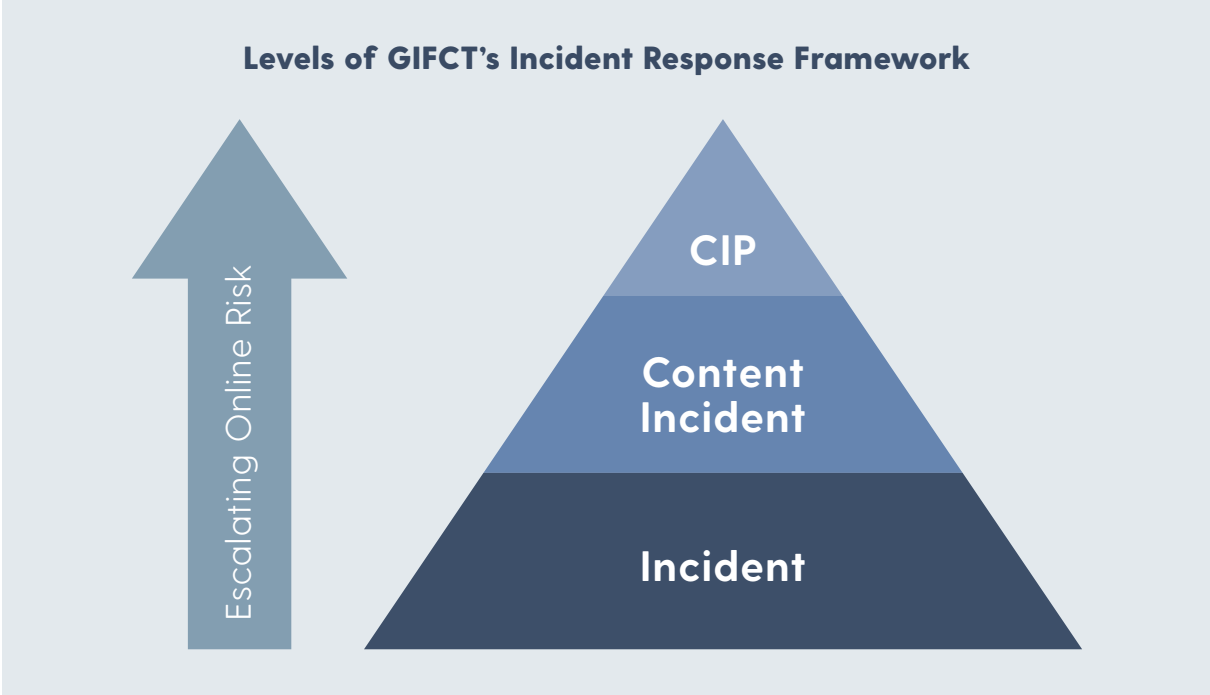 Levels of GIFCT’s Incident Response Framework
Escalating Online Risk
CIP
Content
Incident
Incident